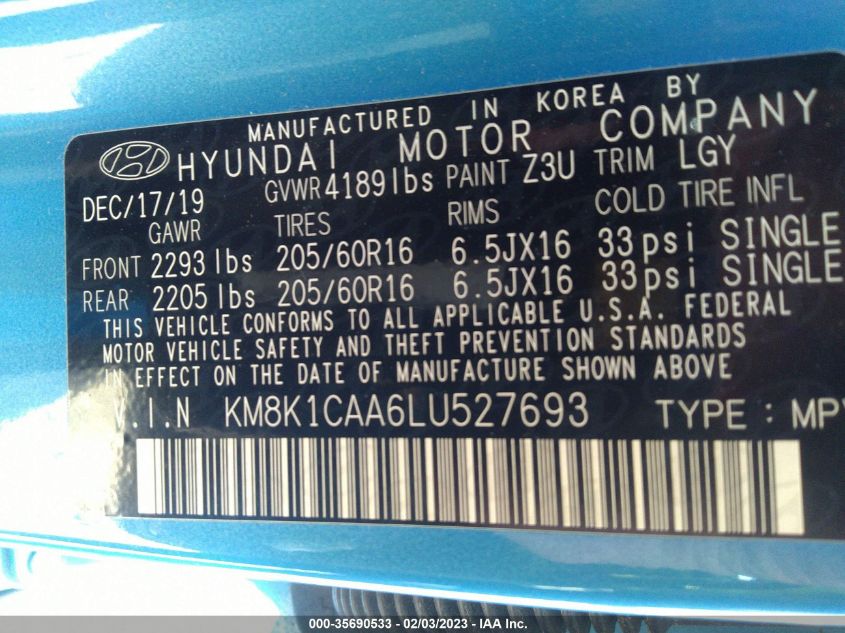 MANUFACTURED IN KOREA BY
HYUNDAI MOTOR COMPANY
DEC/17/19 GVWR 4189 lbs PAINT Z3U TRIM LGY
GAWR TIRES RIMS COLD TIRE INFL
FRONT 2293 lbs 205/60R16 6.5JX16 33 psi SINGLE
REAR 2205 lbs 205/60R16 6.5JX16 33 psi SINGLE
THIS VEHICLE CONFORMS TO ALL APPLICABLE U.S.A. FEDERAL
MOTOR VEHICLE SAFETY AND THEFT PREVENTION STANDARDS
IN EFFECT ON THE DATE OF MANUFACTURE SHOWN ABOVE
V.I.N KM8K1CAA6LU527693 TYPE : MPV
000-35690533 - 02/03/2023 - IAA Inc.